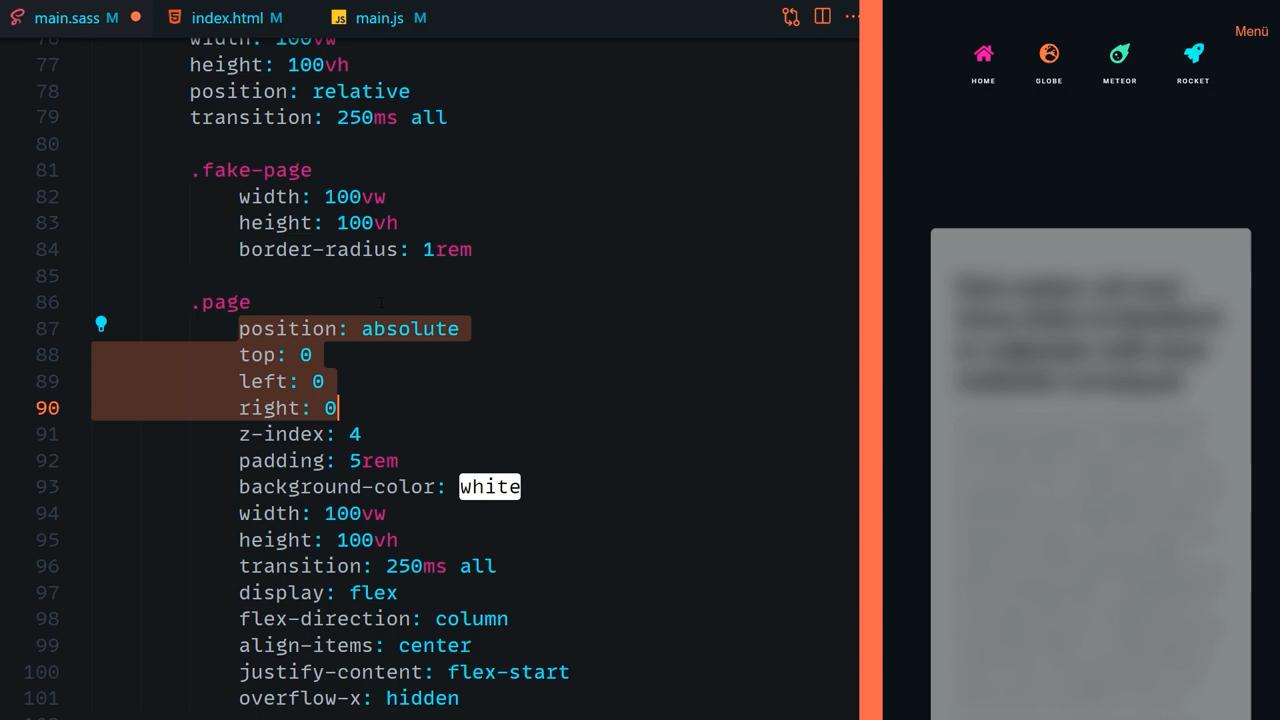 main.sass M
index.html M
JS main.js M
76 width: 100vw
77 height: 100vh
78 position: relative
79 transition: 250ms all
80
81 .fake-page
82 width: 100vw
83 height: 100vh
84 border-radius: 1rem
85
86 .page
87 position: absolute
88 top: 0
89 left: 0
90 right: 0
91 z-index: 4
92 padding: 5rem
93 background-color: white
94 width: 100vw
95 height: 100vh
96 transition: 250ms all
97 display: flex
98 flex-direction: column
99 align-items: center
100 justify-content: flex-start
101 overflow-x: hidden
Menü
HOME
GLOBE
METEOR
ROCKET